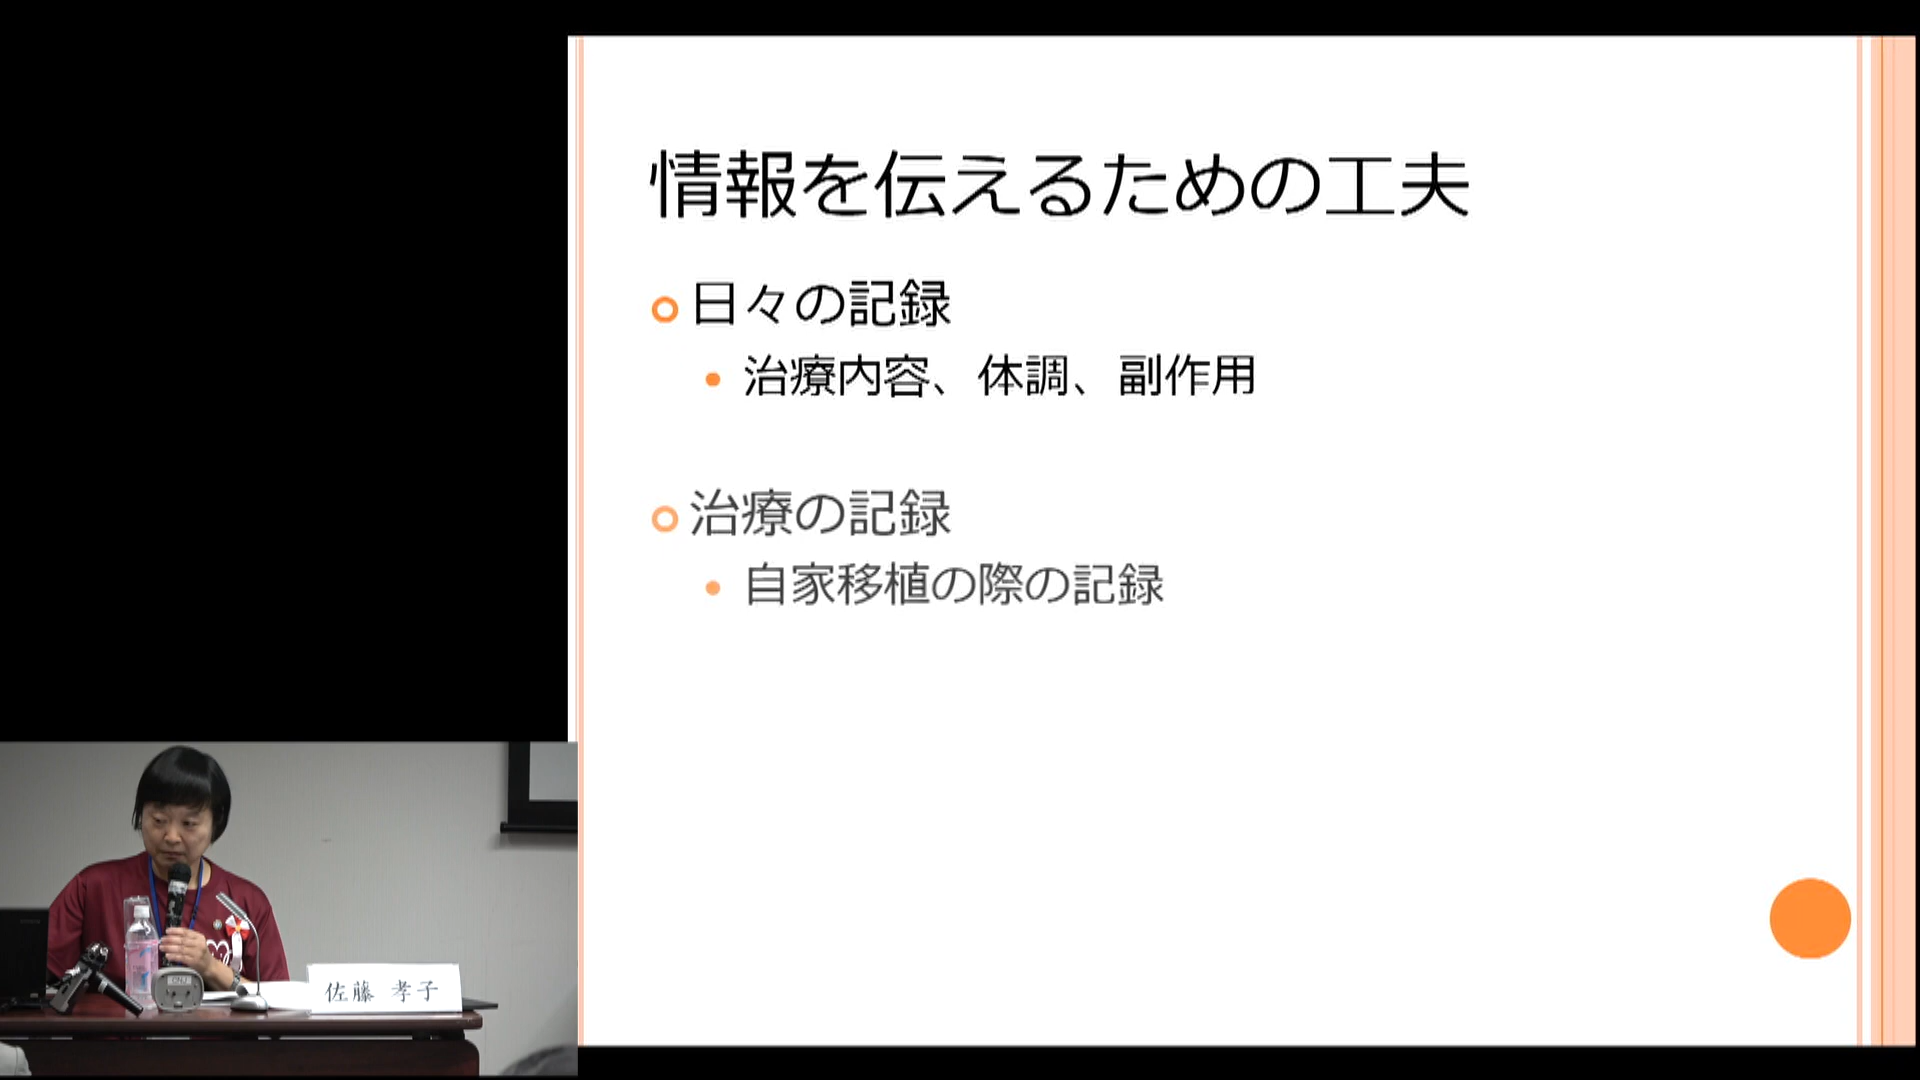 情報を伝えるための工夫
日々の記録
治療内容、体調、副作用
治療の記録
自家移植の際の記録
佐藤 孝子